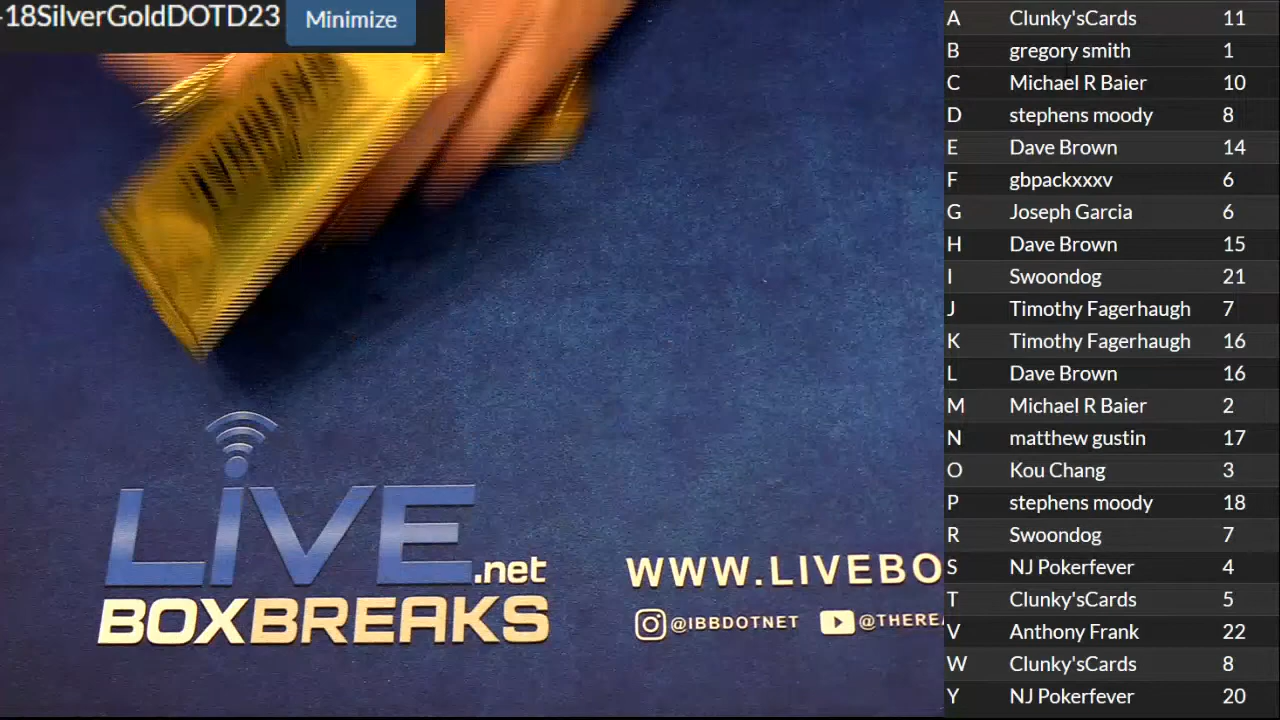 -18SilverGoldDOTD23 Minimize
A Clunky'sCards 11
B gregory smith 1
C Michael R Baier 10
D stephens moody 8
E Dave Brown 14
F gbpackxxxv 6
G Joseph Garcia 6
H Dave Brown 15
I Swoondog 21
J Timothy Fagerhaugh 7
K Timothy Fagerhaugh 16
L Dave Brown 16
M Michael R Baier 2
N matthew gustin 17
O Kou Chang 3
P stephens moody 18
R Swoondog 7
S NJ Pokerfever 4
T Clunky'sCards 5
V Anthony Frank 22
W Clunky'sCards 8
Y NJ Pokerfever 20
LiVE.net
BOXBREAKS
WWW.LIVEBO
@IBBDOTNET @THEREA